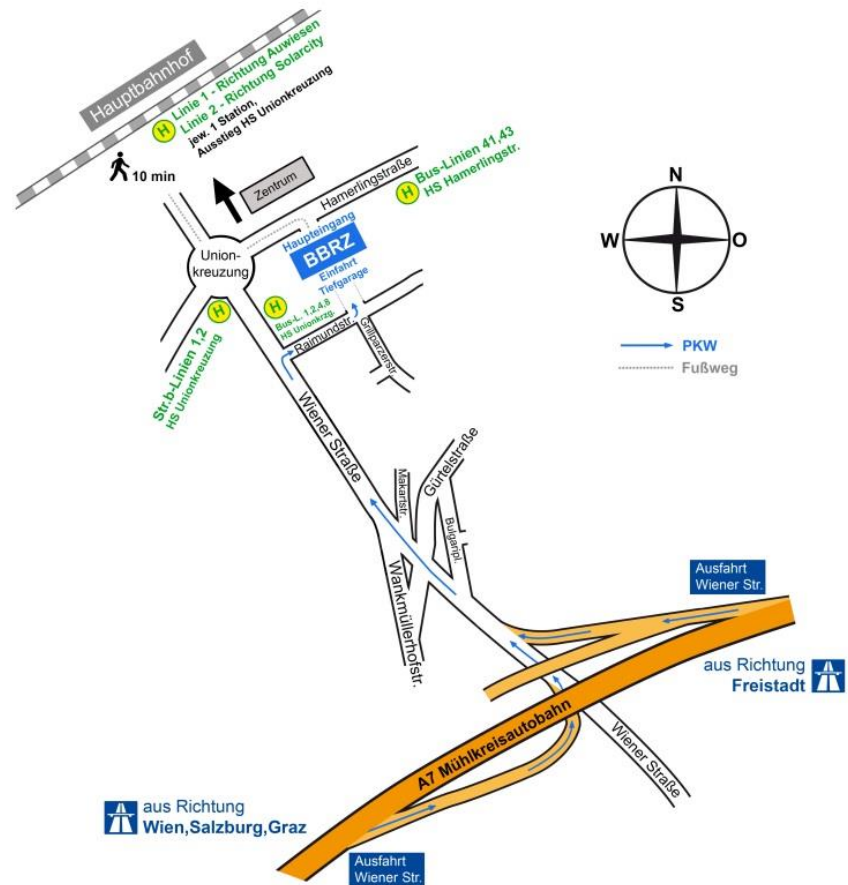 Hauptbahnhof
H
Linie 1 - Richtung Auwiesen
Linie 2 - Richtung Solarcity
jew. 1 Station,
Ausstieg HS Unionkreuzung
10 min
Zentrum
Hamerlingstraße
H
Bus-Linien 41,43
HS Hamerlingstr.
Union-
kreuzung
Haupteingang
BBRZ
Einfahrt
Tiefgarage
H
Bus-L. 1,2,4,8
HS Unionkrzg.
Raimundstr.
Grillparzerstr.
H
Str.b-Linien 1,2
HS Unionkreuzung
N
W
O
S
PKW
Fußweg
Wiener Straße
Makartstr.
Gürtelstraße
Bulgaripl.
Wankmüllerhofstr.
Ausfahrt
Wiener Str.
aus Richtung
Freistadt
A7 Mühlkreisautobahn
Wiener Straße
aus Richtung
Wien,Salzburg,Graz
Ausfahrt
Wiener Str.